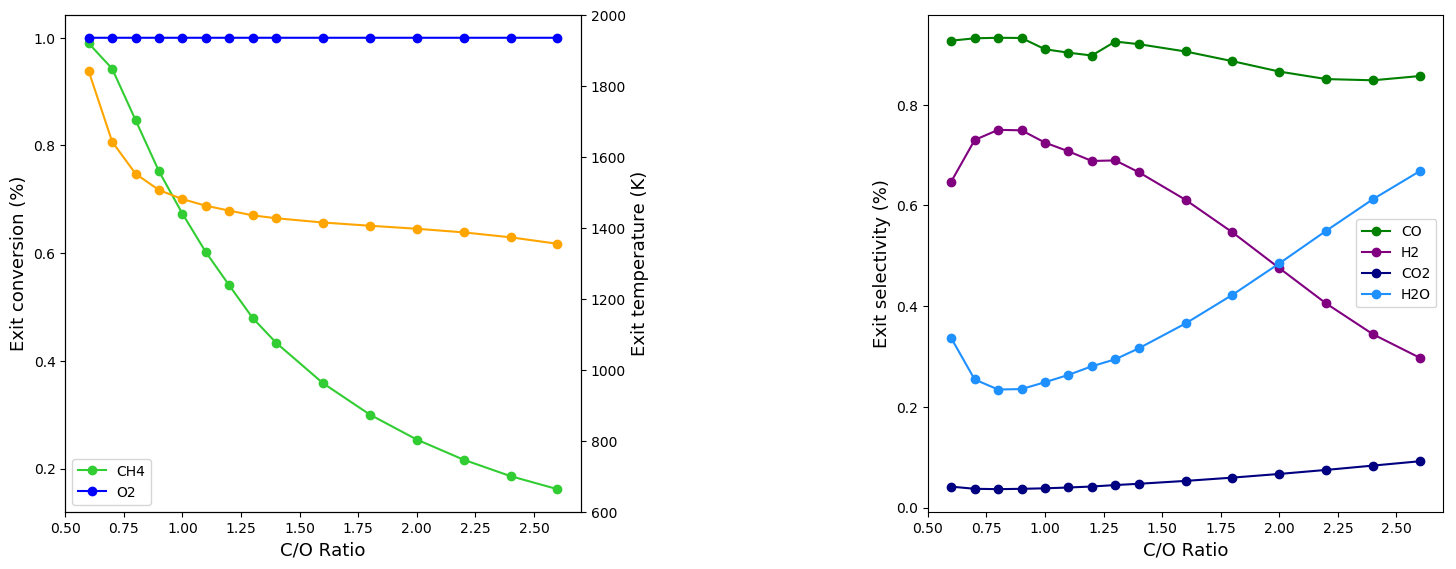 1.0
0.8
0.6
0.4
0.2
Exit conversion (%)
2000
1800
1600
1400
1200
1000
800
600
Exit temperature (K)
CH4
O2
0.50 0.75 1.00 1.25 1.50 1.75 2.00 2.25 2.50
C/O Ratio
0.8
0.6
0.4
0.2
0.0
Exit selectivity (%)
CO
H2
CO2
H2O
0.50 0.75 1.00 1.25 1.50 1.75 2.00 2.25 2.50
C/O Ratio